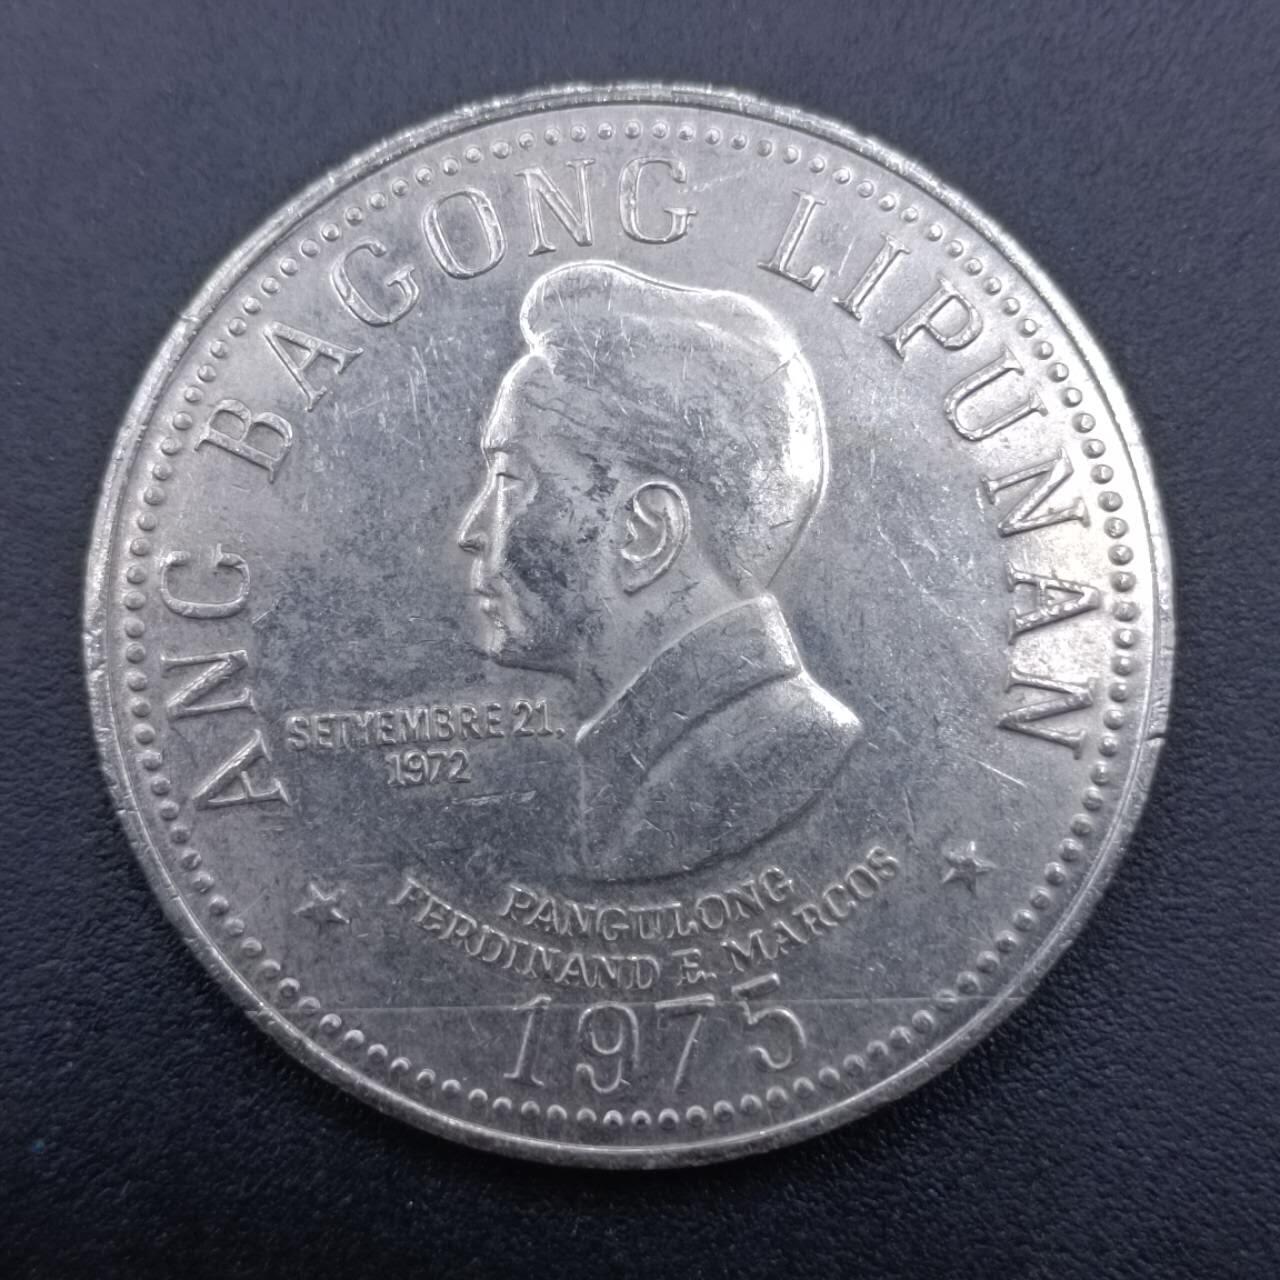 ANG BAGONG LIPUNAN
SETYEMBRE 21,
1972
PANGULONG
FERDINAND E. MARCOS
1975